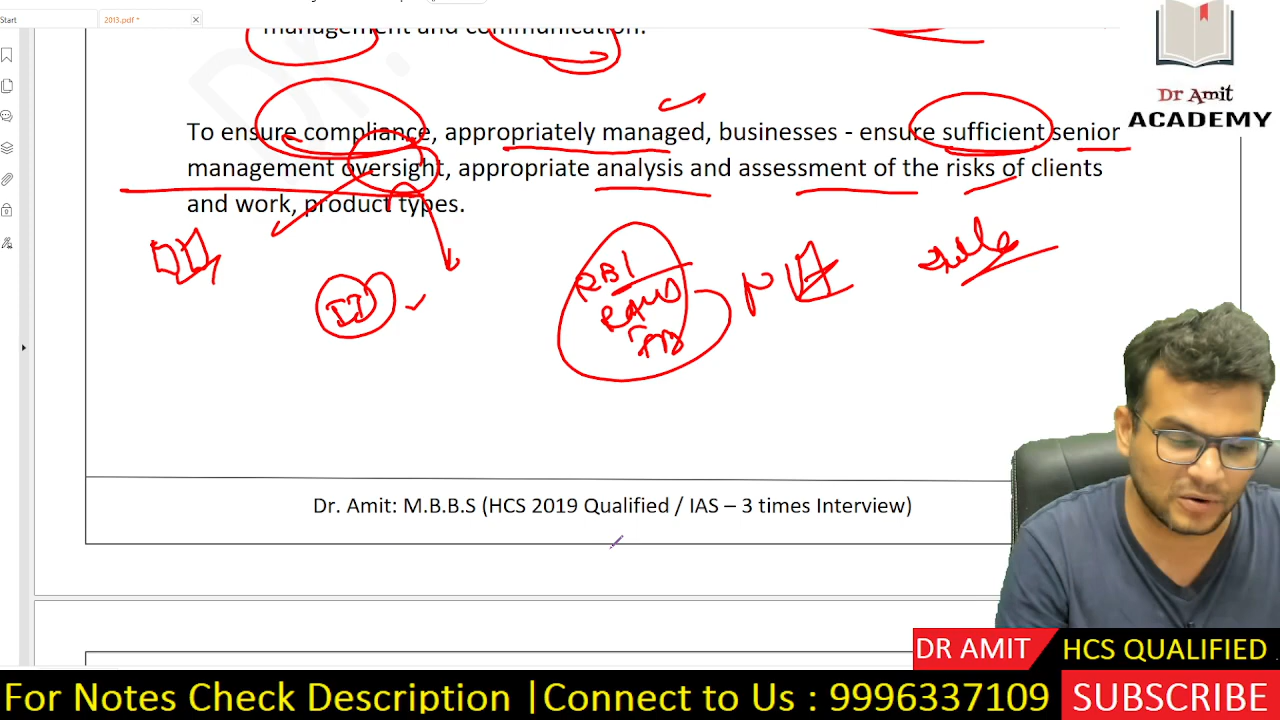 Start
2013.pdf *
management and communication.
Dr Amit
ACADEMY
To ensure compliance, appropriately managed, businesses - ensure sufficient senior
management oversight, appropriate analysis and assessment of the risks of clients
and work, product types.
RBI
Dr. Amit: M.B.B.S (HCS 2019 Qualified / IAS – 3 times Interview)
DR AMIT HCS QUALIFIED
For Notes Check Description |Connect to Us : 9996337109 SUBSCRIBE